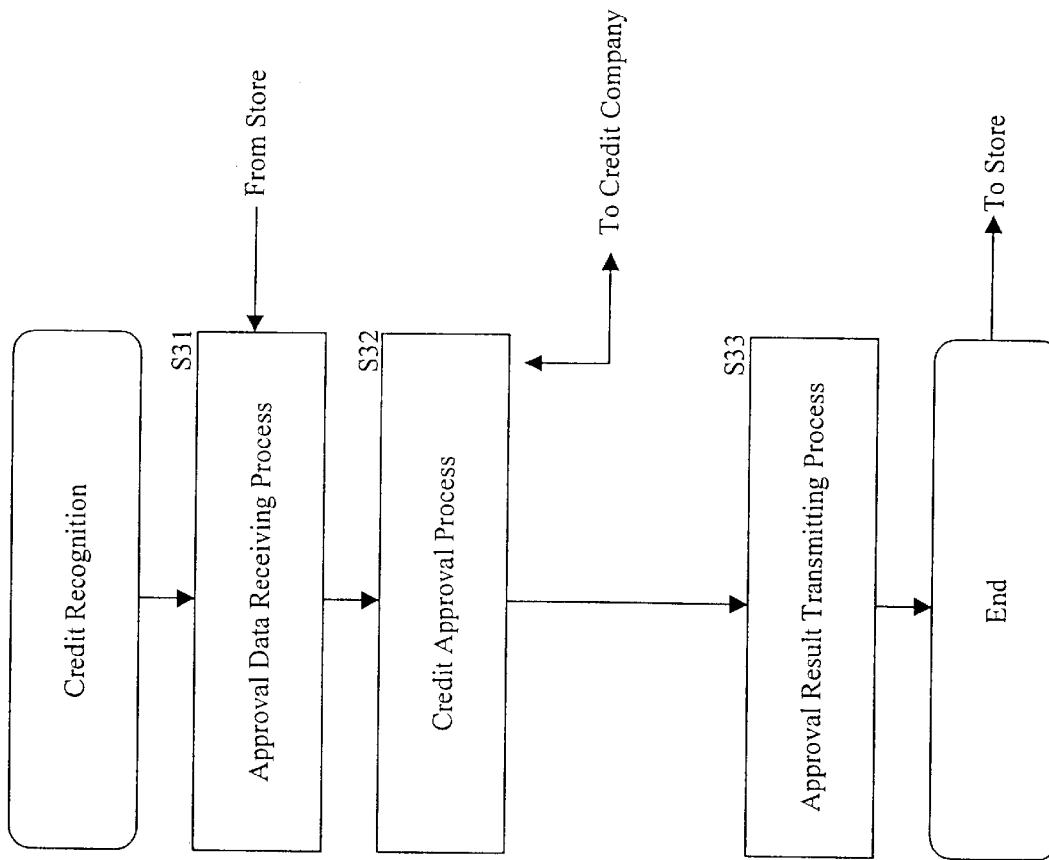 Credit Recognition
S31
From Store
Approval Data Receiving Process
S32
To Credit Company
Credit Approval Process
S33
Approval Result Transmitting Process
To Store
End